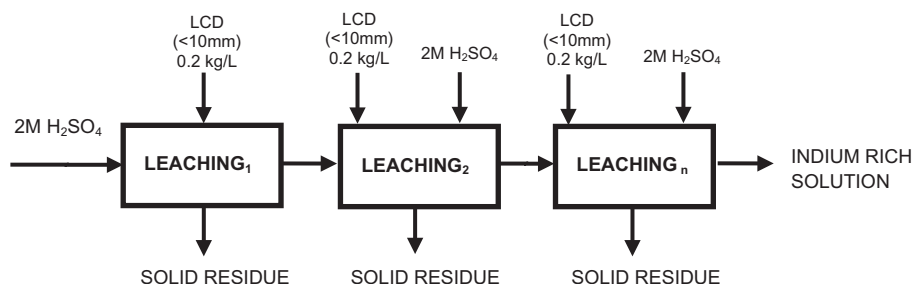 LCD
(<10mm)
0.2 kg/L
LCD
(<10mm)
0.2 kg/L
2M H₂SO₄
LCD
(<10mm)
0.2 kg/L
2M H₂SO₄
2M H₂SO₄
LEACHING₁
LEACHING₂
LEACHING n
INDIUM RICH
SOLUTION
SOLID RESIDUE
SOLID RESIDUE
SOLID RESIDUE